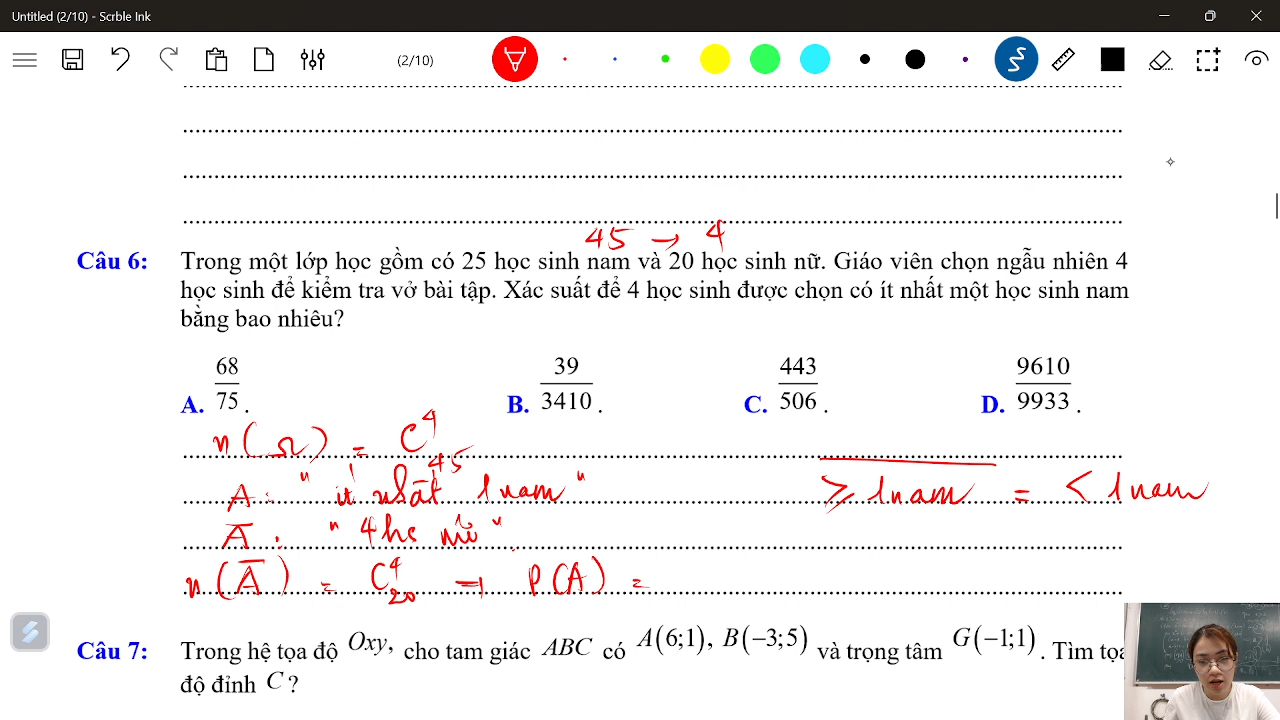 Untitled (2/10) - Scrble Ink
(2/10)
45 → 4
Câu 6: Trong một lớp học gồm có 25 học sinh nam và 20 học sinh nữ. Giáo viên chọn ngẫu nhiên 4
học sinh để kiểm tra vở bài tập. Xác suất để 4 học sinh được chọn có ít nhất một học sinh nam
bằng bao nhiêu?
A. 68/75. B. 39/3410. C. 443/506. D. 9610/9933.
n(Ω) = C⁴₄₅
A: "ít nhất 1 nam" ≥ 1 nam = < 1 nam
A̅: "4 hs nữ"
n(A̅) = C⁴₂₀ → P(A) =
Câu 7: Trong hệ tọa độ Oxy, cho tam giác ABC có A(6;1), B(−3;5) và trọng tâm G(−1;1). Tìm tọa
độ đỉnh C?